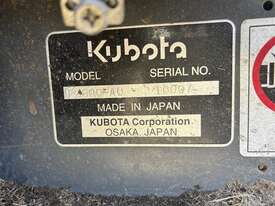 Kubota
MODEL SERIAL NO.
MADE IN JAPAN
KUBOTA Corporation
OSAKA JAPAN